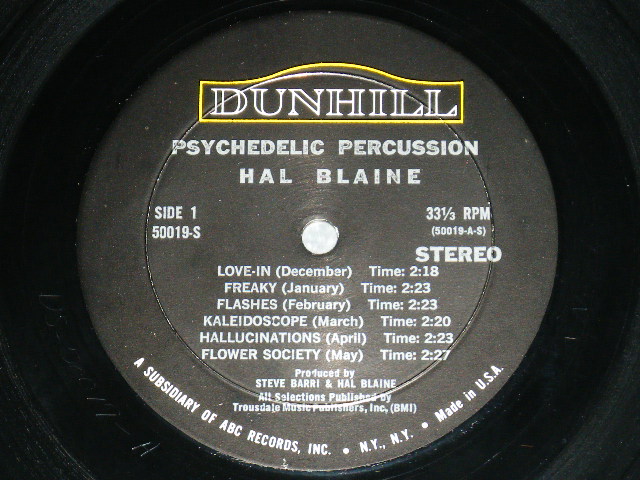 DUNHILL
PSYCHEDELIC PERCUSSION
HAL BLAINE
SIDE 1
50019-S
33⅓ RPM
(50019-A-S)
STEREO
LOVE-IN (December) Time: 2:18
FREAKY (January) Time: 2:23
FLASHES (February) Time: 2:23
KALEIDOSCOPE (March) Time: 2:20
HALLUCINATIONS (April) Time: 2:23
FLOWER SOCIETY (May) Time: 2:27
Produced by
STEVE BARRI & HAL BLAINE
All Selections Published by
Trousdale Music Publishers, Inc, (BMI)
A SUBSIDIARY OF ABC RECORDS, INC. • N.Y., N.Y. • Made in U.S.A.